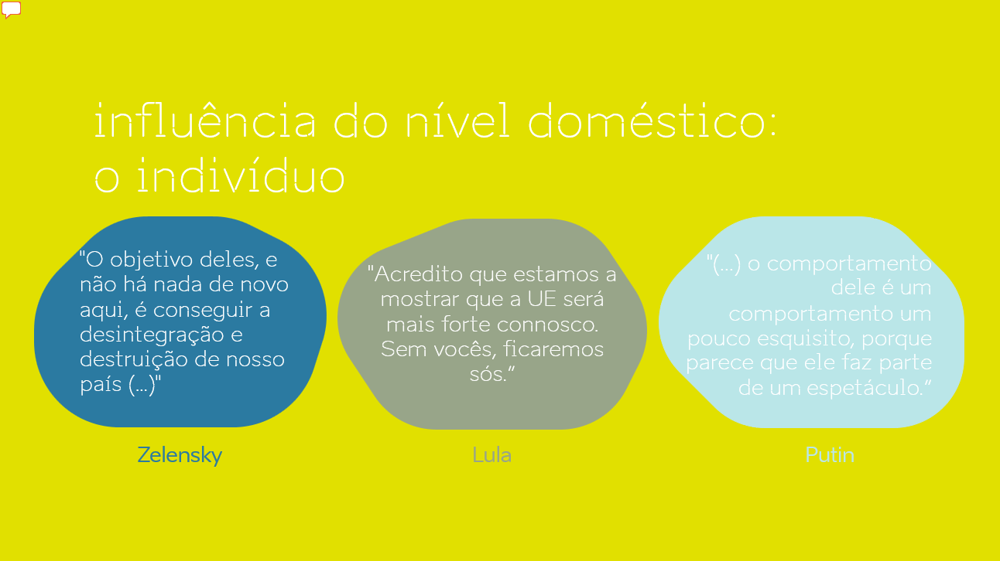 influência do nível doméstico:
o indivíduo
"O objetivo deles, e
não há nada de novo
aqui, é conseguir a
desintegração e
destruição de nosso
país (...)"
Zelensky
"Acredito que estamos a
mostrar que a UE será
mais forte connosco.
Sem vocês, ficaremos
sós.”
Lula
"(...) o comportamento
dele é um
comportamento um
pouco esquisito, porque
parece que ele faz parte
de um espetáculo.”
Putin